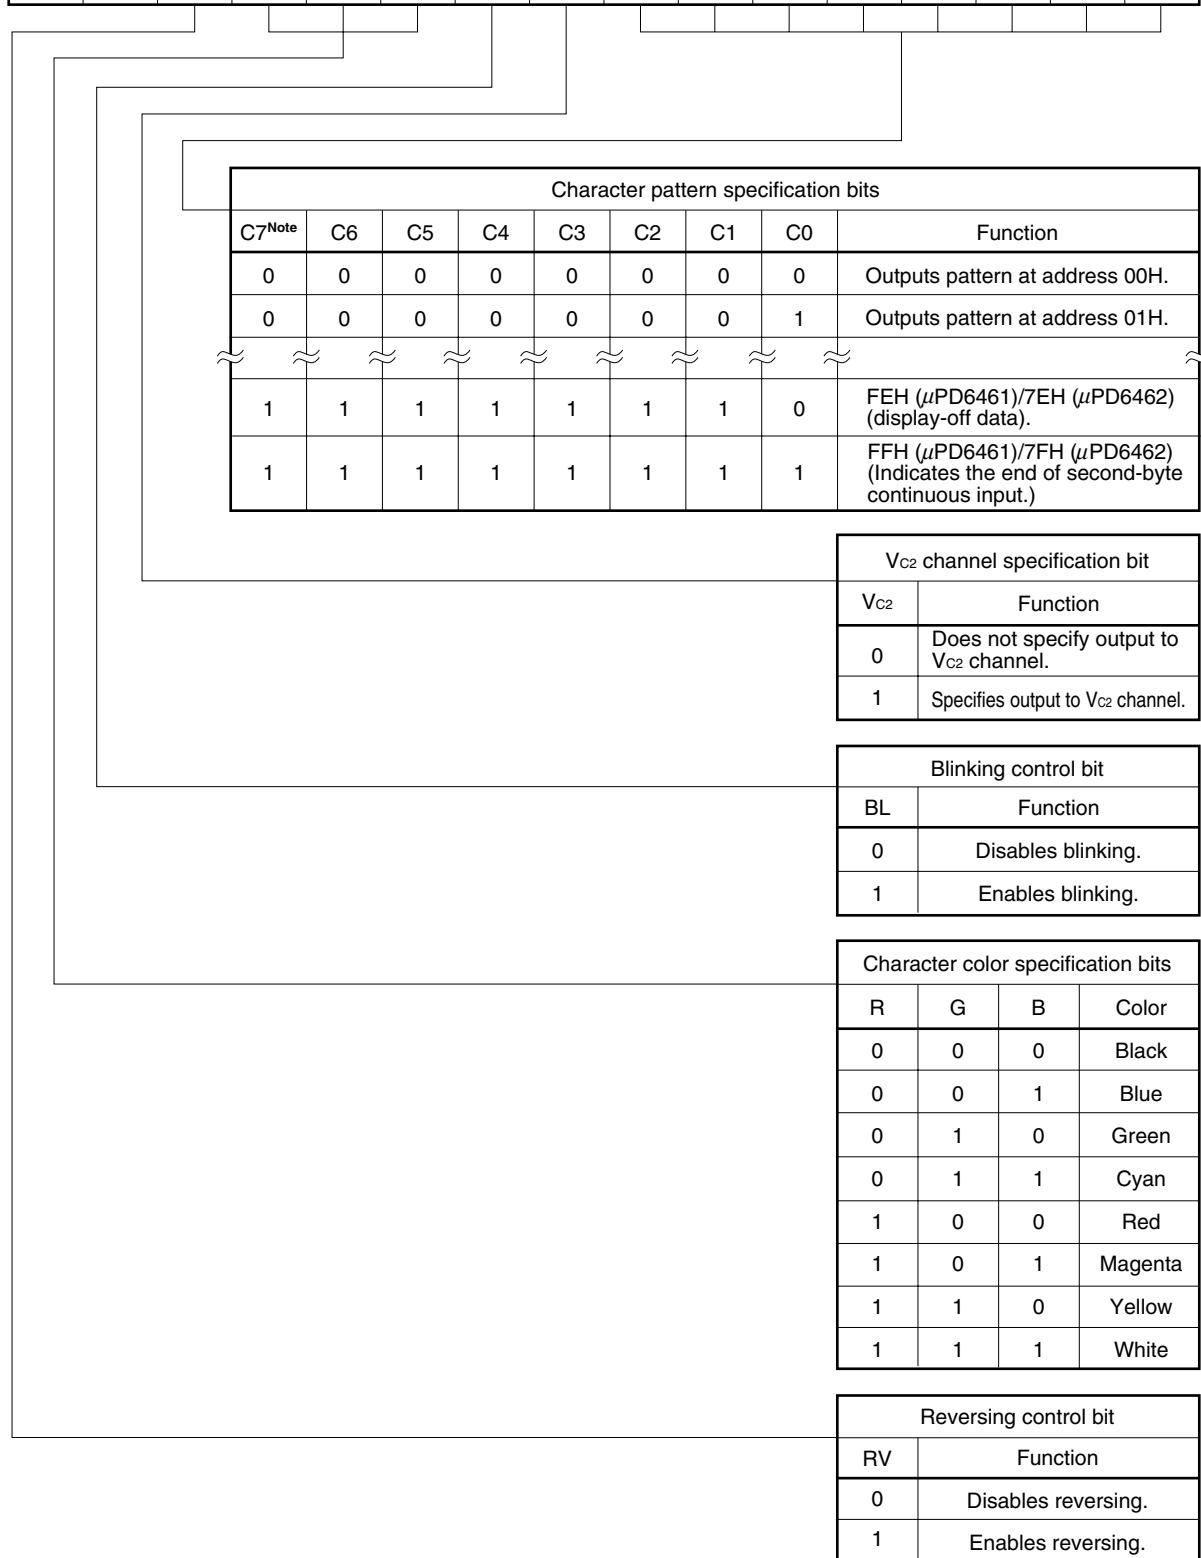 Character pattern specification bits
C7Note C6 C5 C4 C3 C2 C1 C0 Function
0 0 0 0 0 0 0 0 Outputs pattern at address 00H.
0 0 0 0 0 0 0 1 Outputs pattern at address 01H.
1 1 1 1 1 1 1 0 FEH (μPD6461)/7EH (μPD6462)
(display-off data).
1 1 1 1 1 1 1 1 FFH (μPD6461)/7FH (μPD6462)
(Indicates the end of second-byte
continuous input.)
VC2 channel specification bit
VC2 Function
0 Does not specify output to
VC2 channel.
1 Specifies output to VC2 channel.
Blinking control bit
BL Function
0 Disables blinking.
1 Enables blinking.
Character color specification bits
R G B Color
0 0 0 Black
0 0 1 Blue
0 1 0 Green
0 1 1 Cyan
1 0 0 Red
1 0 1 Magenta
1 1 0 Yellow
1 1 1 White
Reversing control bit
RV Function
0 Disables reversing.
1 Enables reversing.